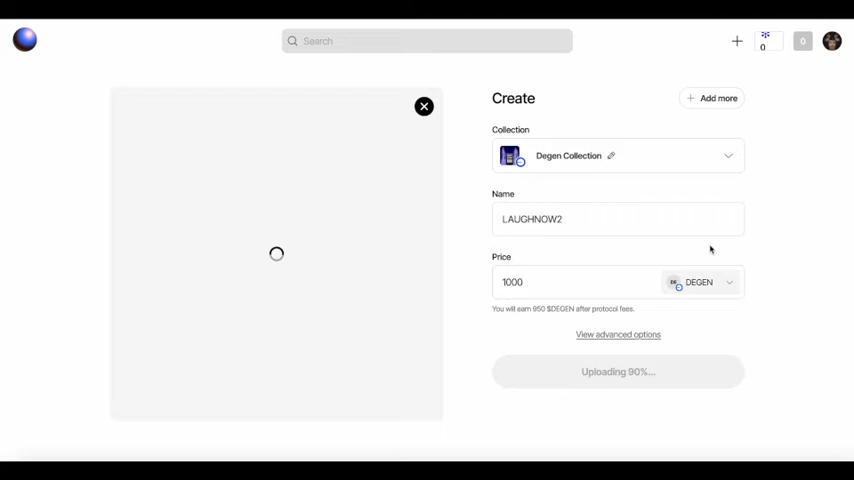 Search
0
0
Create
+ Add more
Collection
Degen Collection
Name
LAUGHNOW2
Price
1000
DE DEGEN
You will earn 950 $DEGEN after protocol fees.
View advanced options
Uploading 90%...